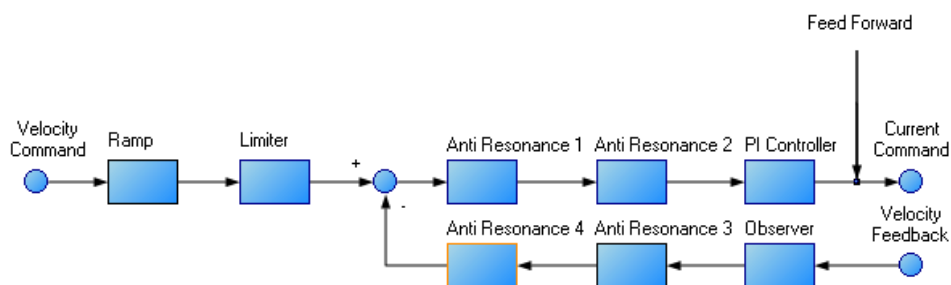 Feed Forward
Velocity
Command
Ramp
Limiter
+
Anti Resonance 1
Anti Resonance 2
PI Controller
Current
Command
-
Anti Resonance 4
Anti Resonance 3
Observer
Velocity
Feedback